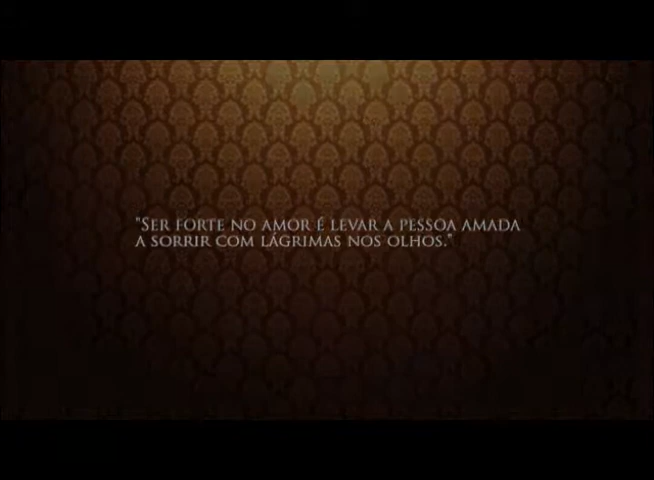 "SER FORTE NO AMOR É LEVAR A PESSOA AMADA
A SORRIR COM LÁGRIMAS NOS OLHOS."